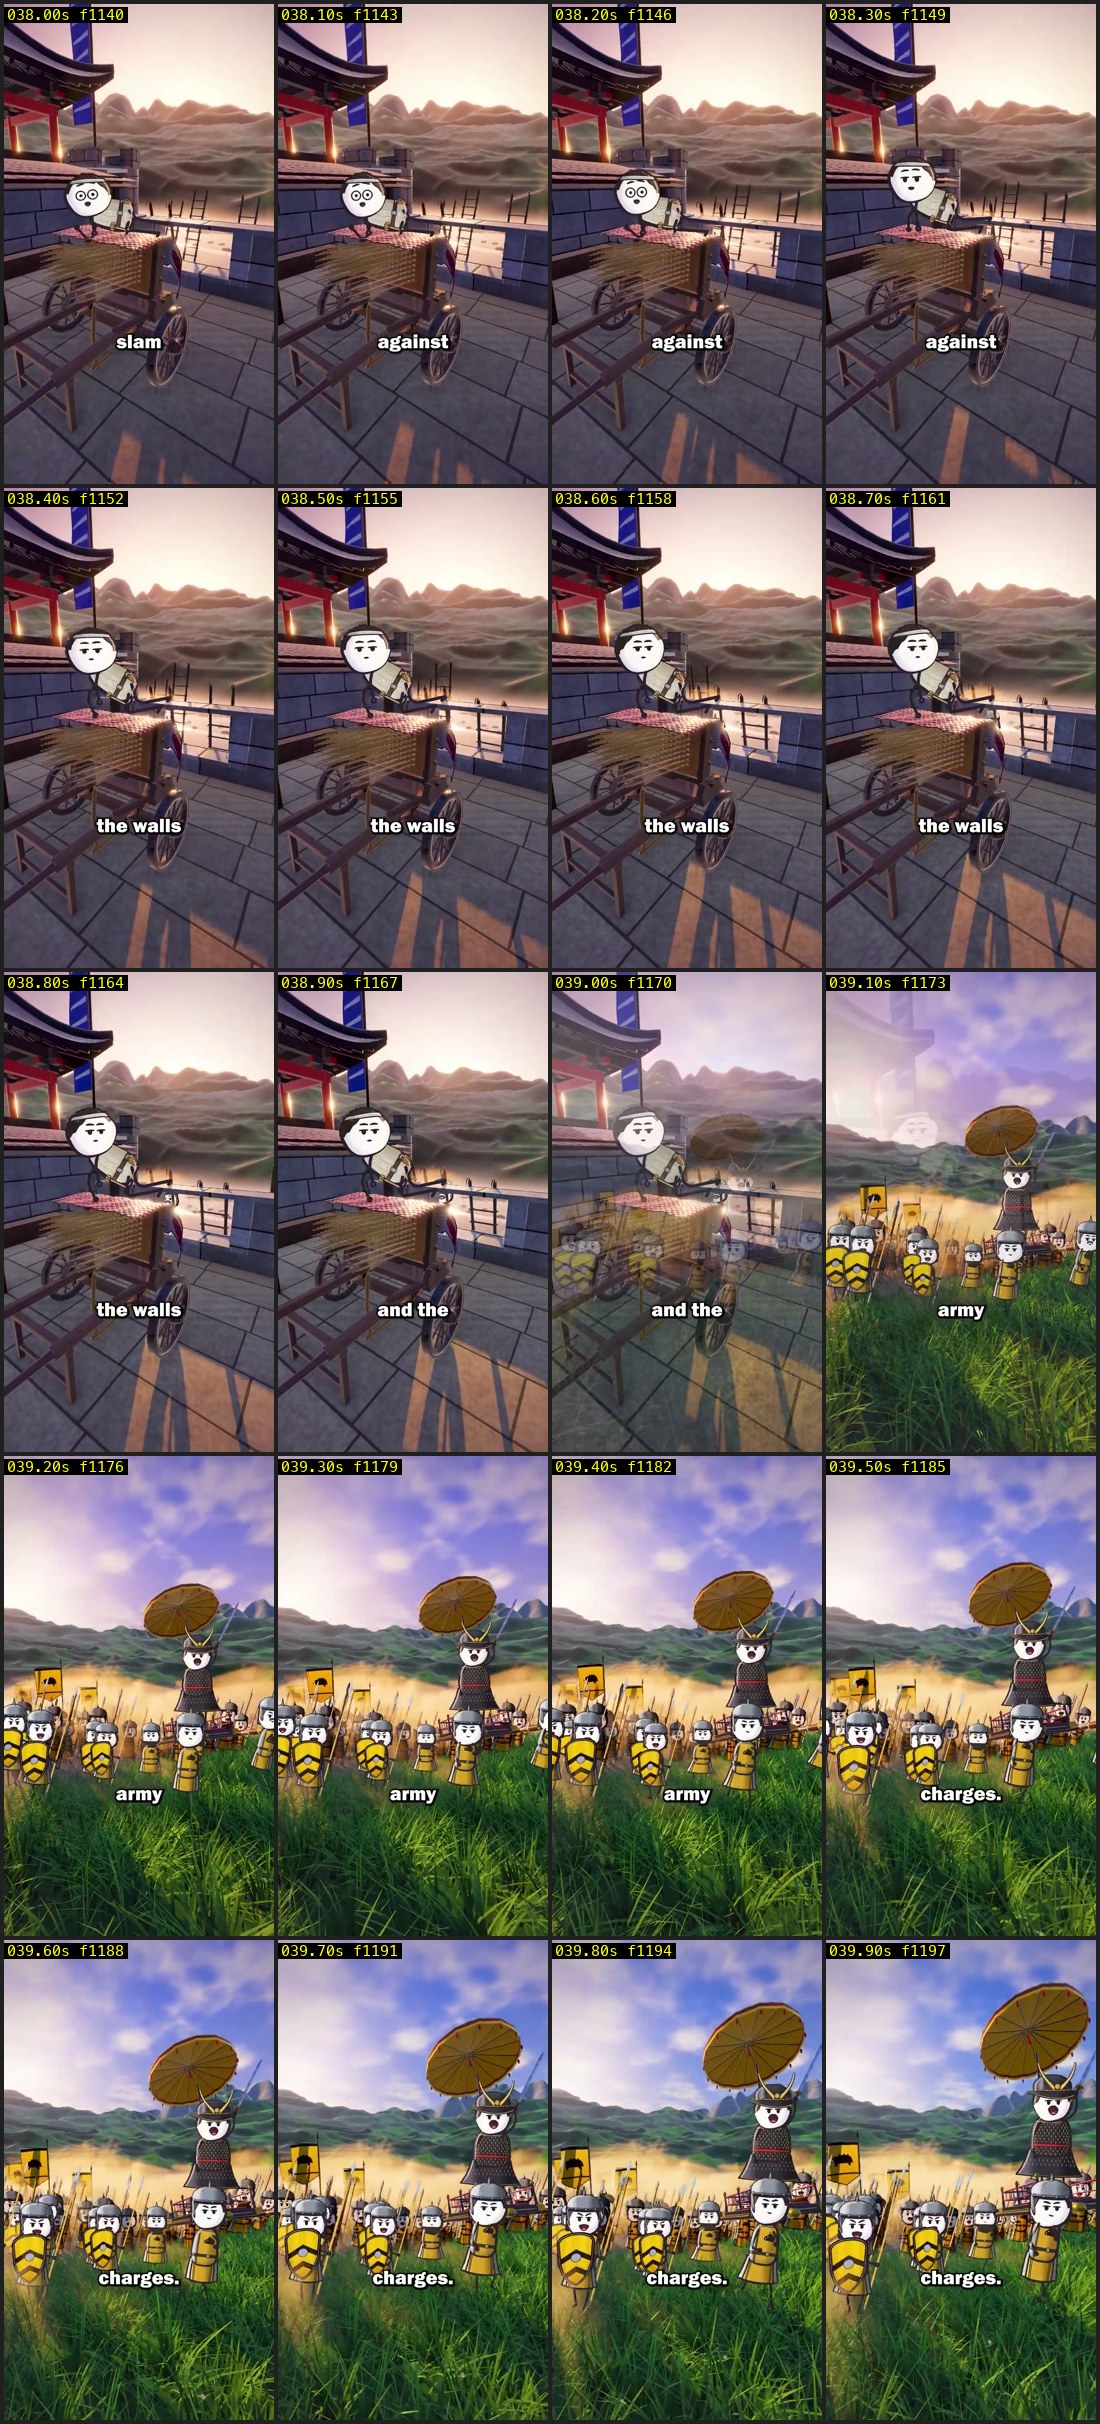 038.00s f1140
038.10s f1143
038.20s f1146
038.30s f1149
slam
against
against
against
038.40s f1152
038.50s f1155
038.60s f1158
038.70s f1161
the walls
the walls
the walls
the walls
038.80s f1164
038.90s f1167
039.00s f1170
039.10s f1173
the walls
and the
and the
army
039.20s f1176
039.30s f1179
039.40s f1182
039.50s f1185
army
army
army
charges.
039.60s f1188
039.70s f1191
039.80s f1194
039.90s f1197
charges.
charges.
charges.
charges.